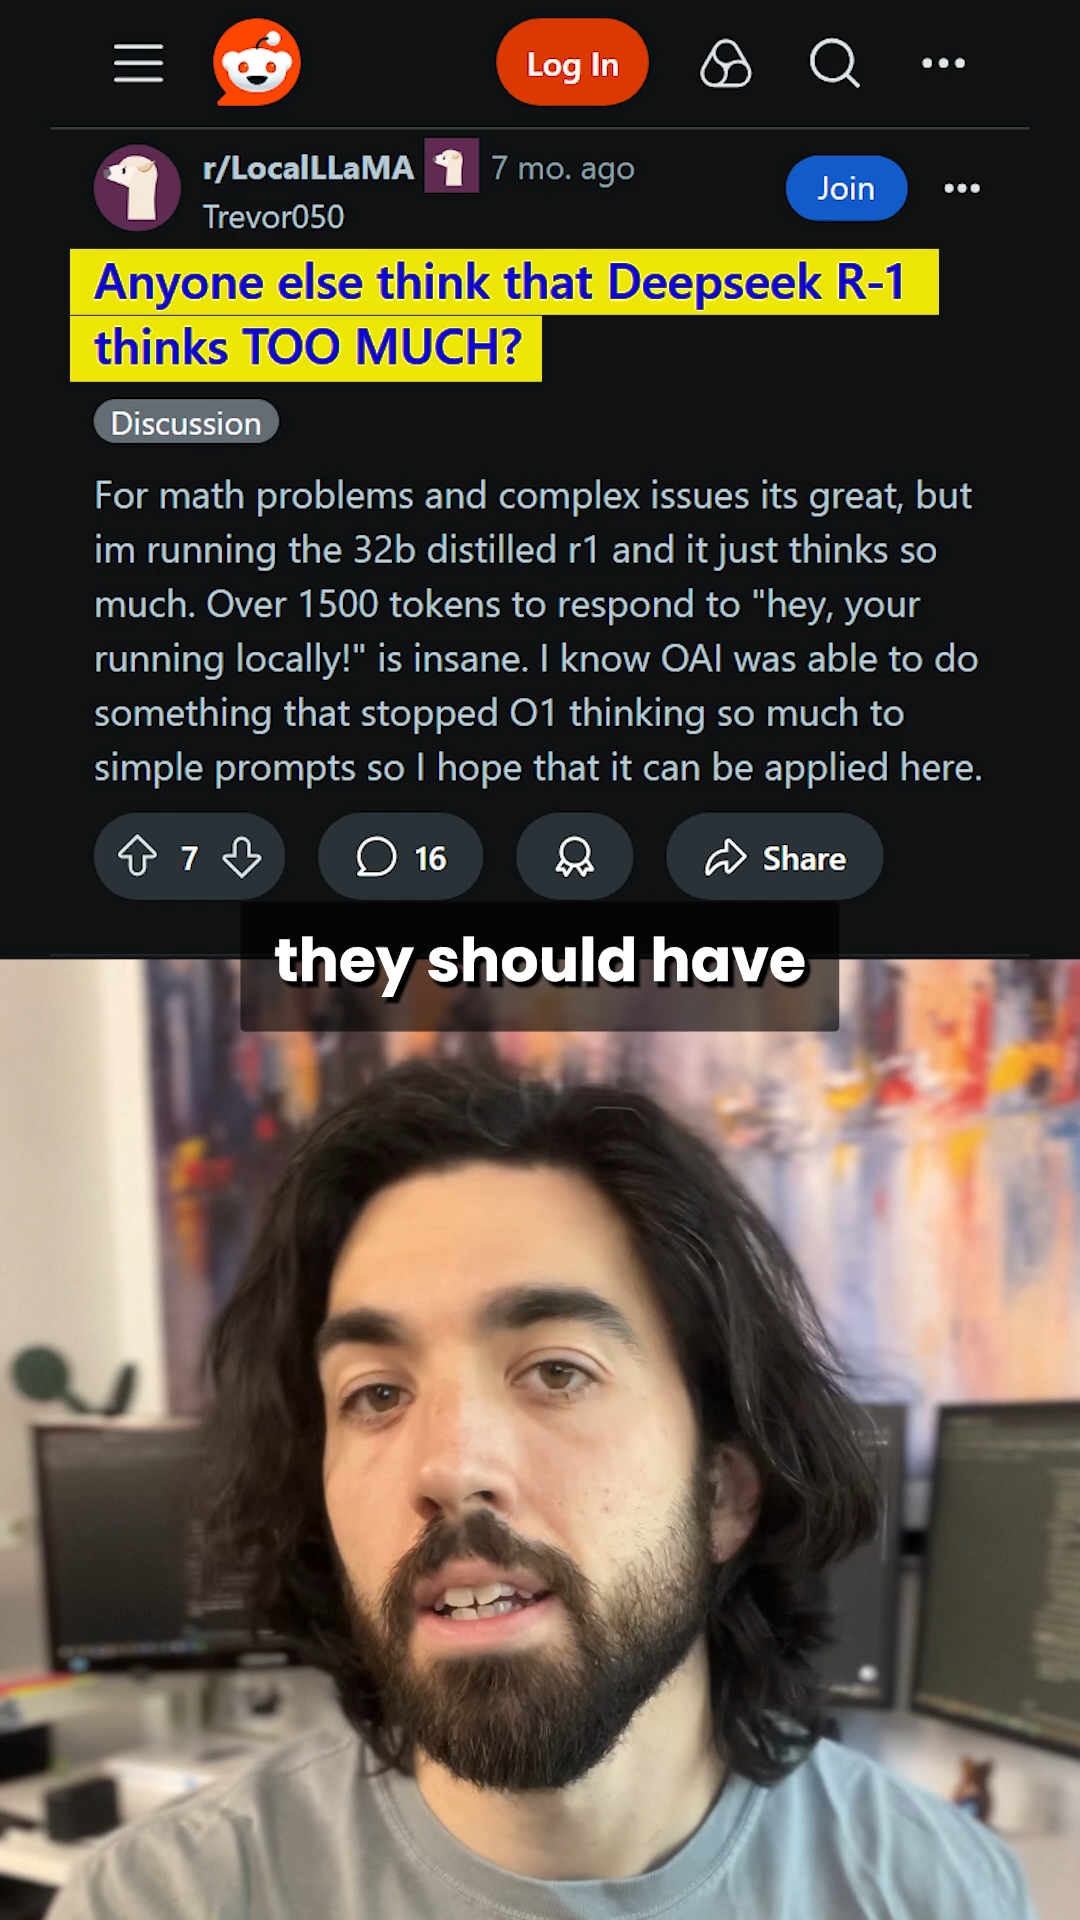 Log In
r/LocalLLaMA 7 mo. ago
Trevor050
Join
Anyone else think that Deepseek R-1
thinks TOO MUCH?
Discussion
For math problems and complex issues its great, but
im running the 32b distilled r1 and it just thinks so
much. Over 1500 tokens to respond to "hey, your
running locally!" is insane. I know OAI was able to do
something that stopped O1 thinking so much to
simple prompts so I hope that it can be applied here.
7
16
Share
they should have